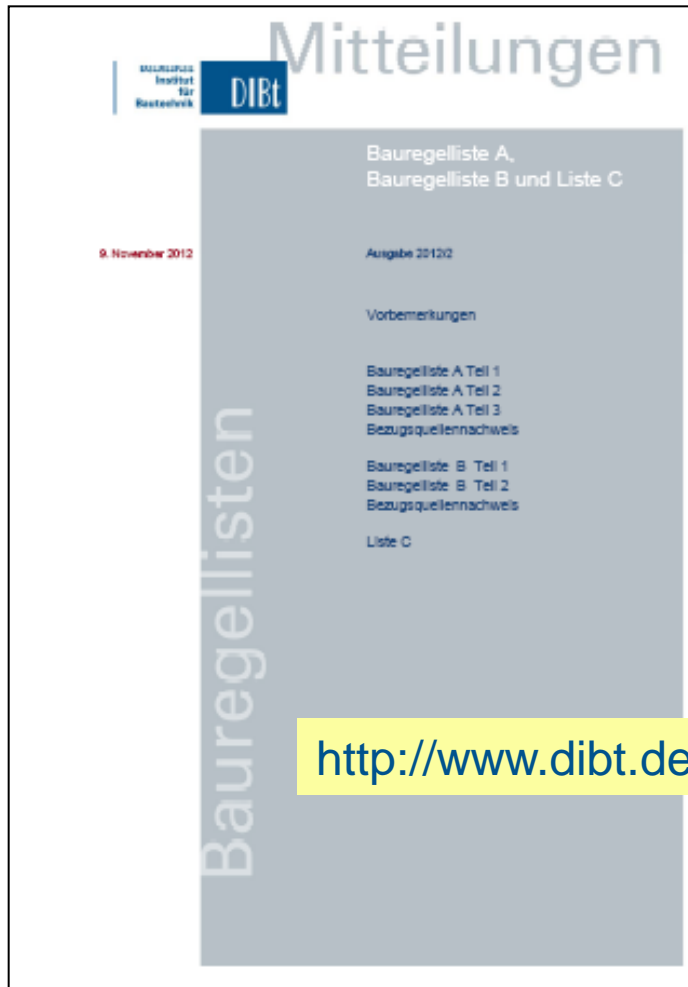 Mitteilungen
Institut
für
Bautechnik
DIBt
Bauregelliste A,
Bauregelliste B und Liste C
9. November 2012
Ausgabe 2012/2
Vorbemerkungen
Bauregelliste A Teil 1
Bauregelliste A Teil 2
Bauregelliste A Teil 3
Bezugsquellennachweis
Bauregelliste B Teil 1
Bauregelliste B Teil 2
Bezugsquellennachweis
Liste C
Bauregellisten
http://www.dibt.de